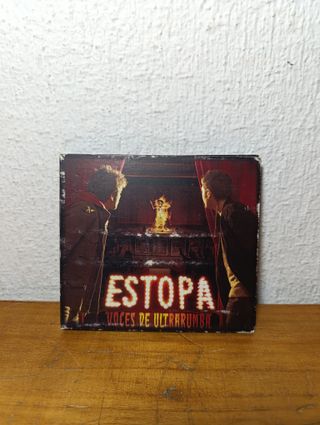 ESTOPA
VOCES DE ULTRARUMBA